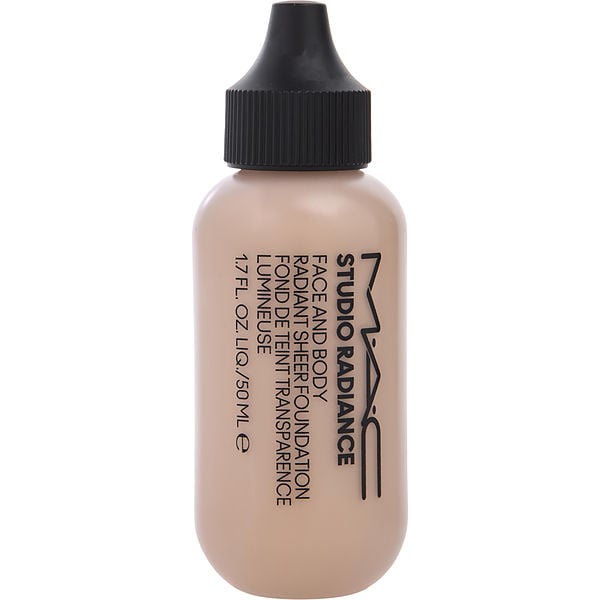 M·A·C
STUDIO RADIANCE
FACE AND BODY
RADIANT SHEER FOUNDATION
FOND DE TEINT TRANSPARENCE
LUMINEUSE
1.7 FL. OZ. LIQ./50 ML ℮